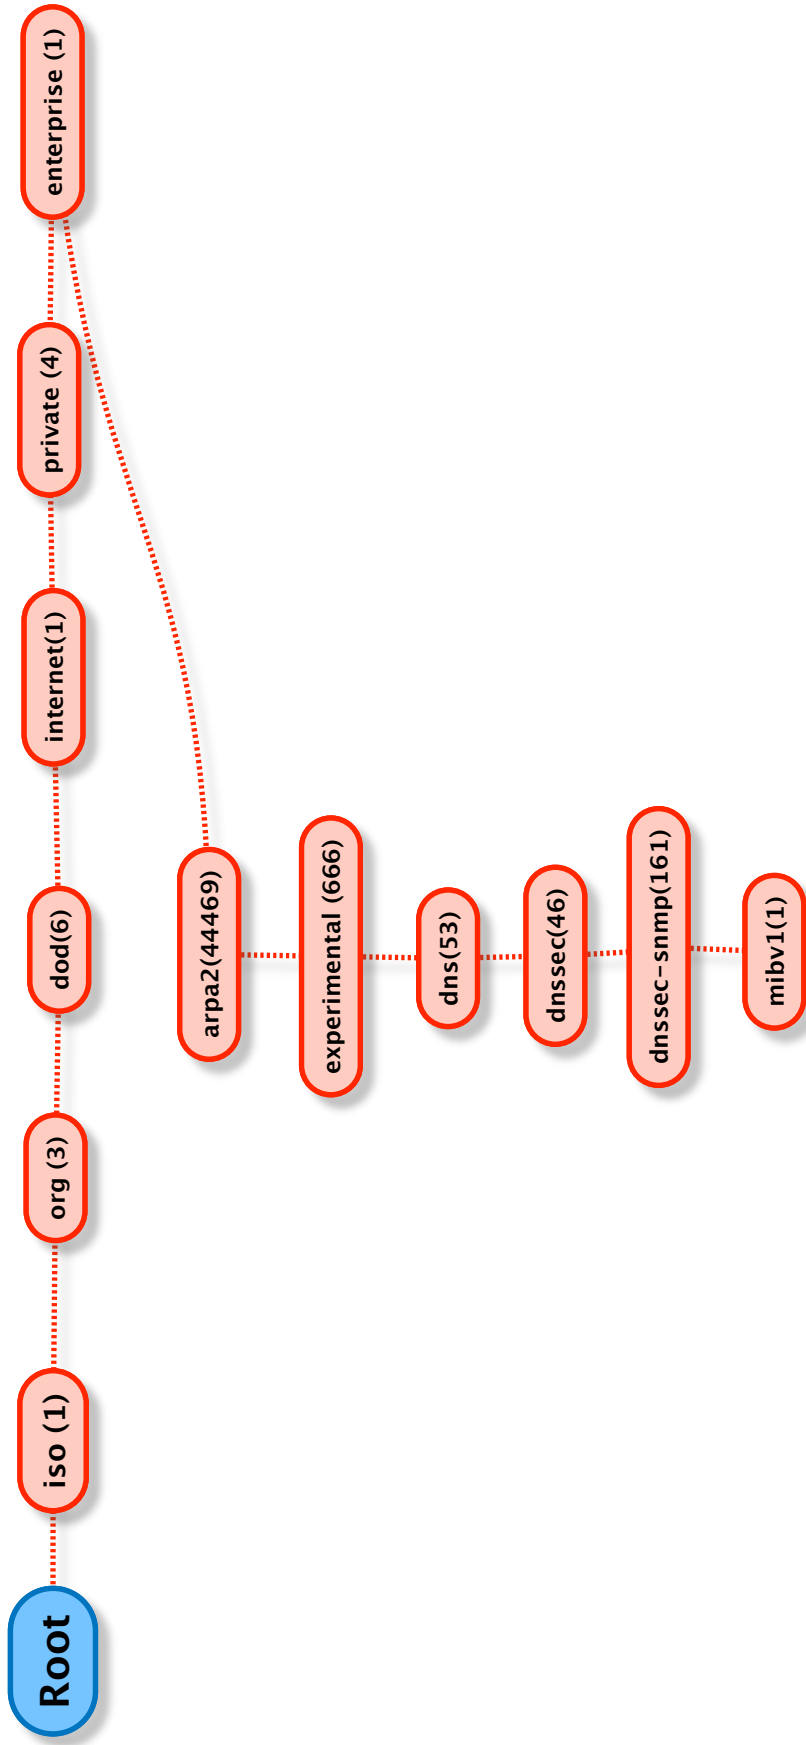 Root
iso (1)
org (3)
dod(6)
internet(1)
private (4)
enterprise (1)
arpa2(44469)
experimental (666)
dns(53)
dnssec(46)
dnssec-snmp(161)
mibv1(1)